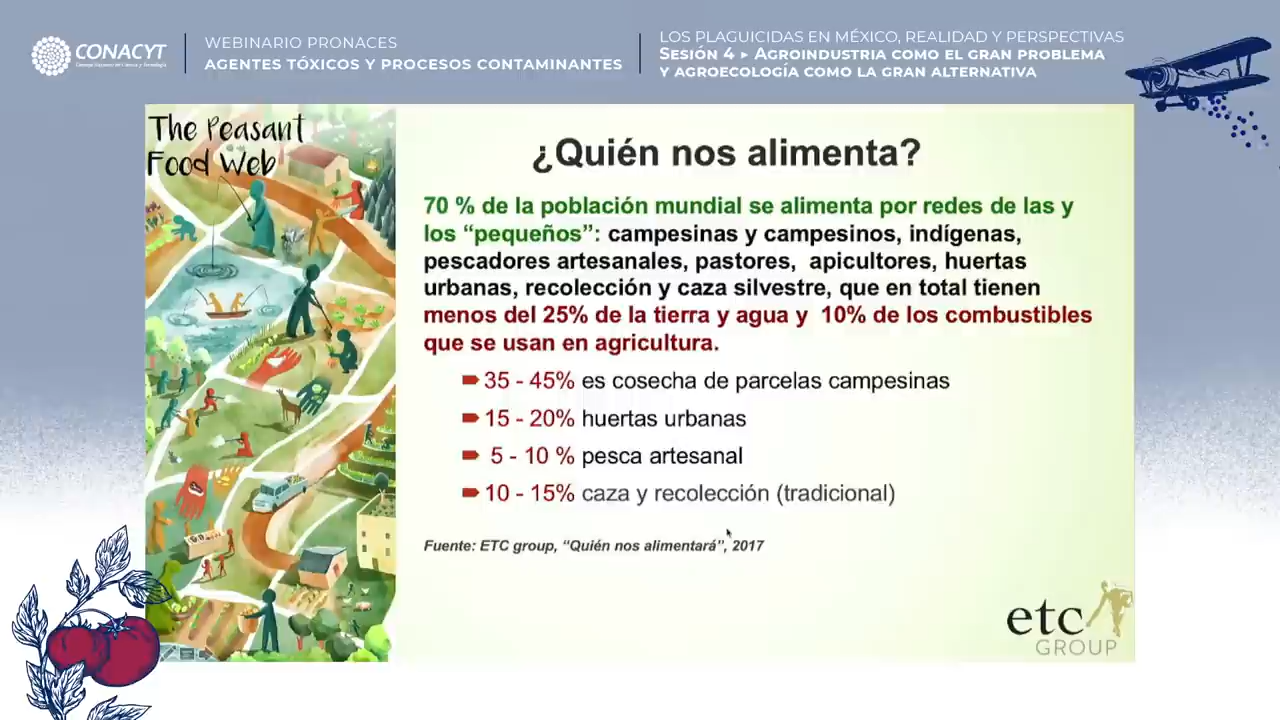 CONACYT
Consejo Nacional de Ciencia y Tecnología
WEBINARIO PRONACES
AGENTES TÓXICOS Y PROCESOS CONTAMINANTES
LOS PLAGUICIDAS EN MÉXICO, REALIDAD Y PERSPECTIVAS
SESIÓN 4 ▸ AGROINDUSTRIA COMO EL GRAN PROBLEMA
Y AGROECOLOGÍA COMO LA GRAN ALTERNATIVA
The Peasant
Food Web
¿Quién nos alimenta?
70 % de la población mundial se alimenta por redes de las y
los “pequeños”: campesinas y campesinos, indígenas,
pescadores artesanales, pastores, apicultores, huertas
urbanas, recolección y caza silvestre, que en total tienen
menos del 25% de la tierra y agua y 10% de los combustibles
que se usan en agricultura.
35 - 45% es cosecha de parcelas campesinas
15 - 20% huertas urbanas
5 - 10 % pesca artesanal
10 - 15% caza y recolección (tradicional)
Fuente: ETC group, “Quién nos alimentará”, 2017
etc
GROUP